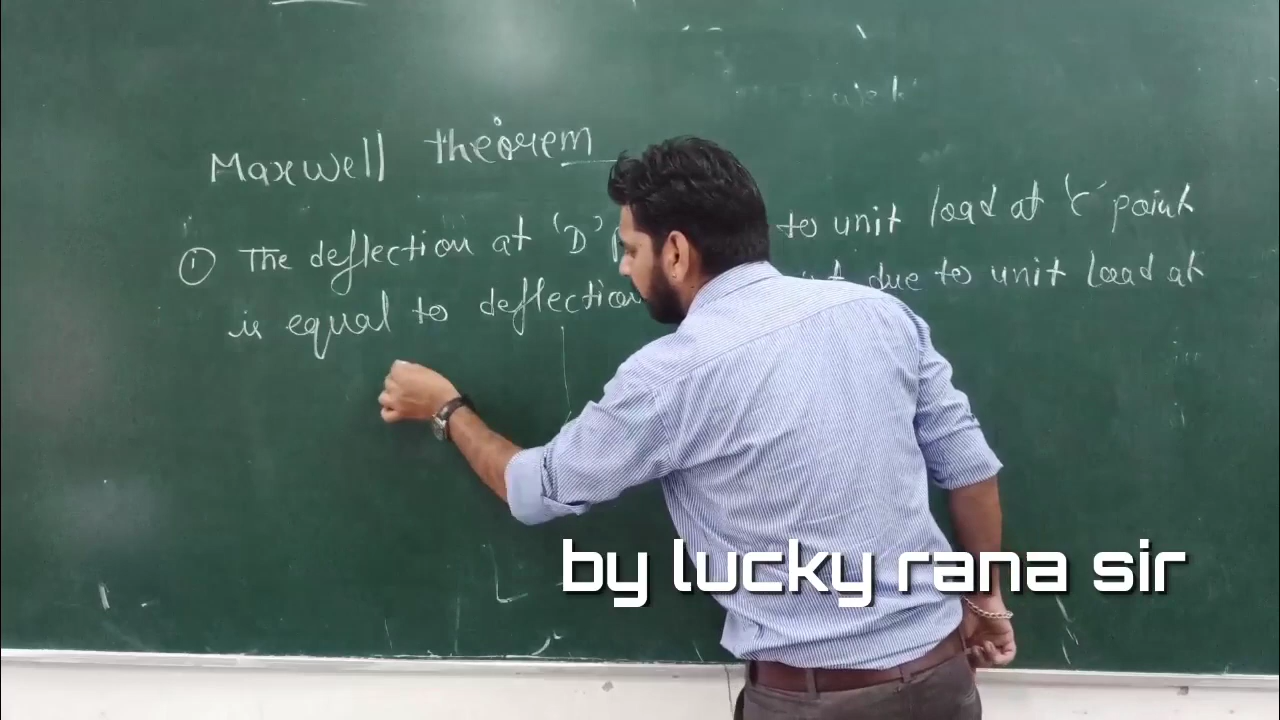 Maxwell theorem
① The deflection at 'D' to unit load at 'C' point
is equal to deflection due to unit load at
by lucky rana sir